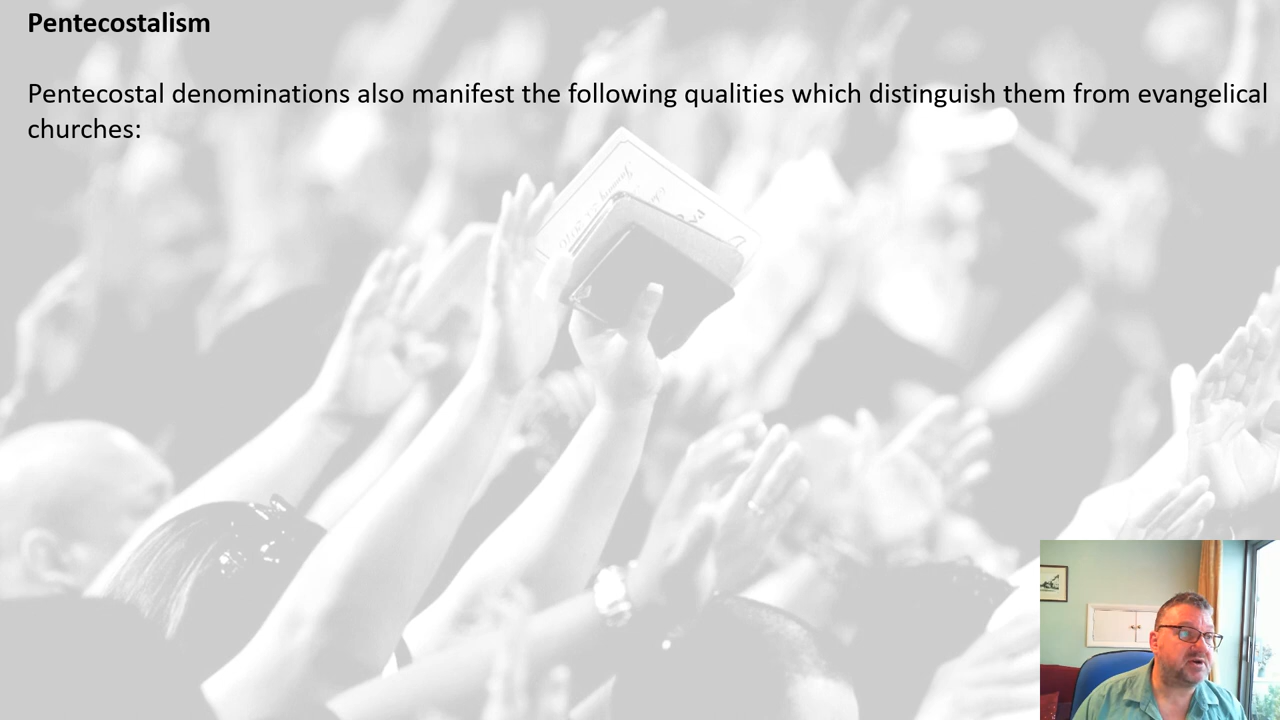 Pentecostalism
Pentecostal denominations also manifest the following qualities which distinguish them from evangelical
churches: